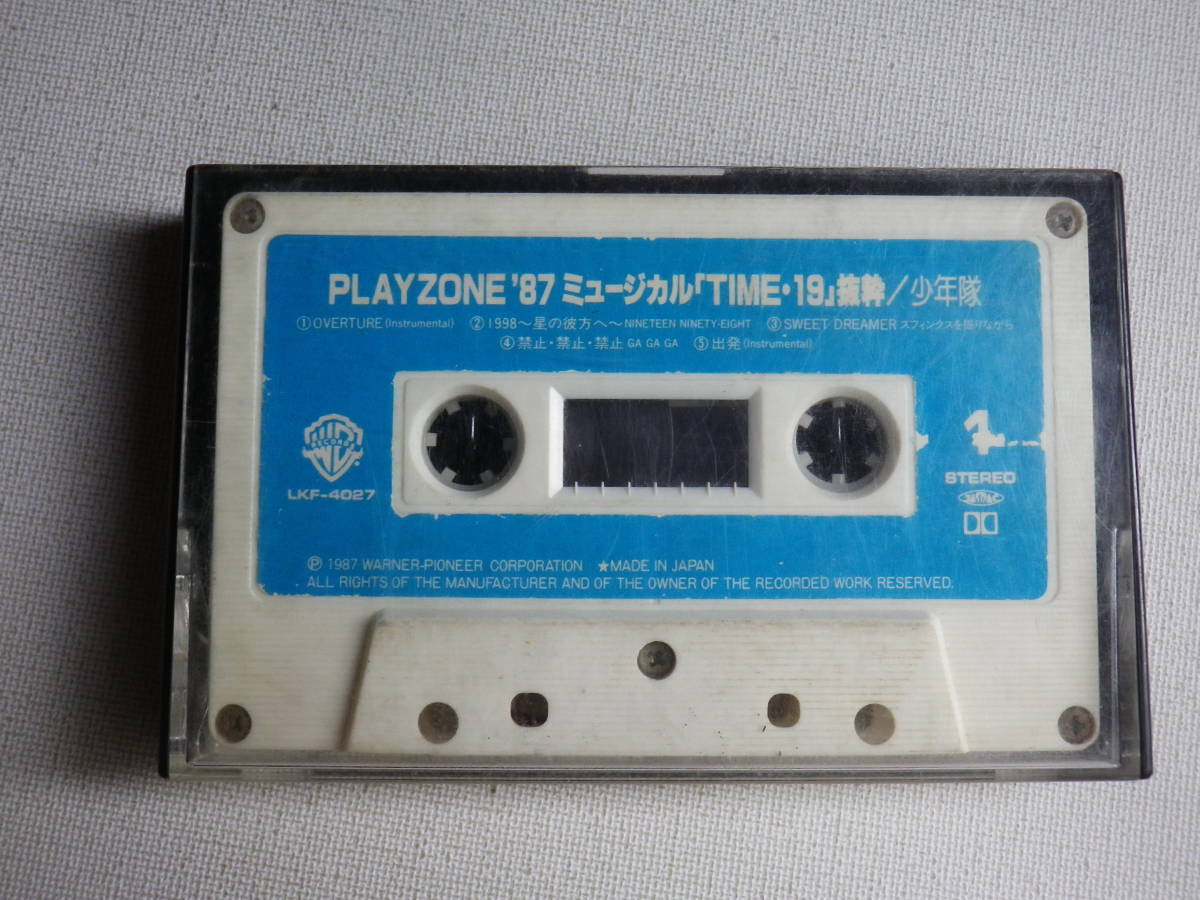 PLAYZONE '87 ミュージカル「TIME・19」抜粋/少年隊
①OVERTURE (Instrumental) ②1998〜星の彼方へ〜 NINETEEN NINETY-EIGHT ③SWEET DREAMER スフィンクスを掘りながら
④禁止・禁止・禁止 GA GA GA ⑤出発 (Instrumental)
RECORDS
LKF-4027
1
STEREO
Ⓟ 1987 WARNER-PIONEER CORPORATION ★MADE IN JAPAN
ALL RIGHTS OF THE MANUFACTURER AND OF THE OWNER OF THE RECORDED WORK RESERVED.